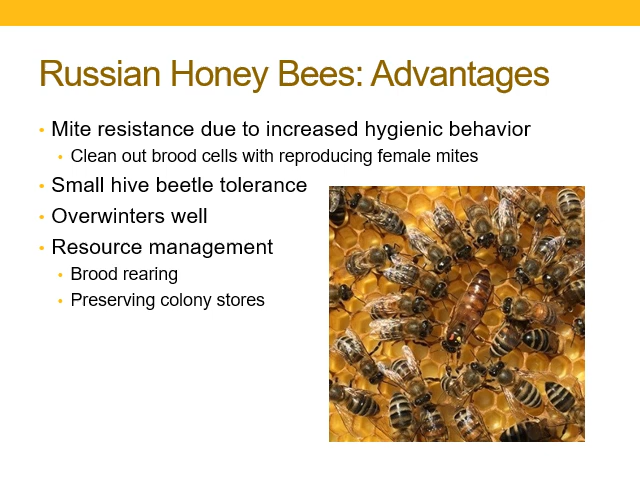 Russian Honey Bees: Advantages
• Mite resistance due to increased hygienic behavior
• Clean out brood cells with reproducing female mites
• Small hive beetle tolerance
• Overwinters well
• Resource management
• Brood rearing
• Preserving colony stores